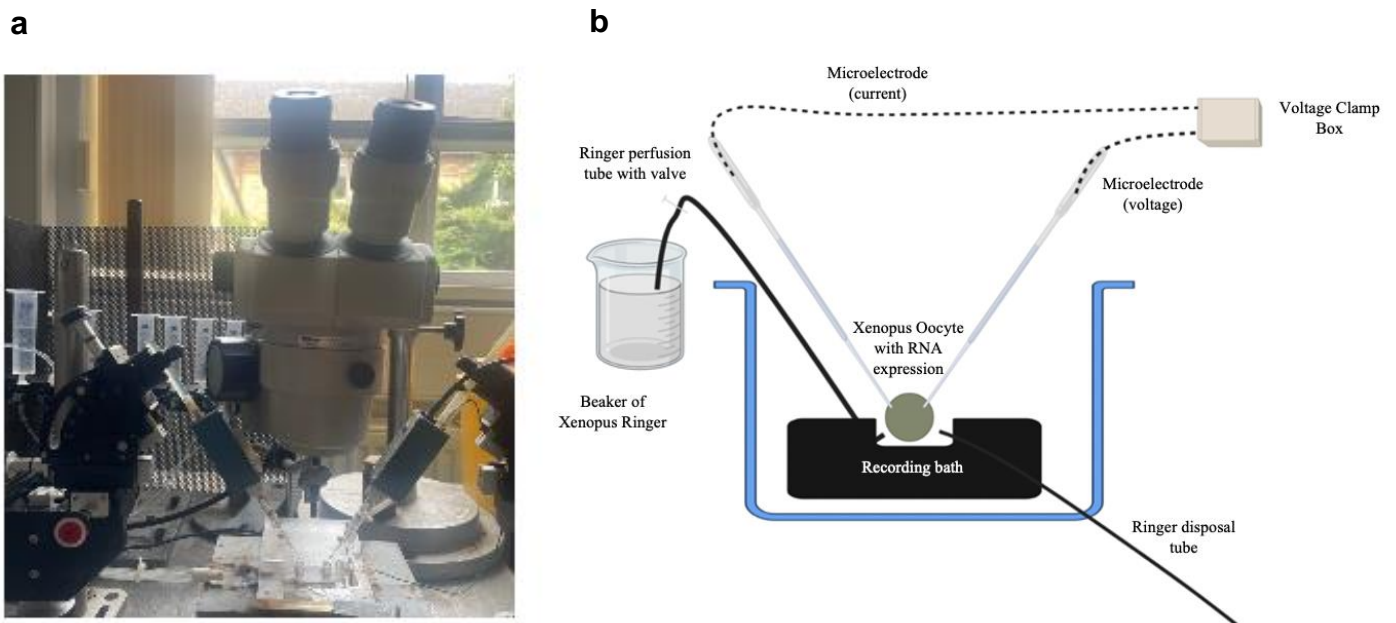 a
b
Microelectrode
(current)
Voltage Clamp
Box
Ringer perfusion
tube with valve
Microelectrode
(voltage)
Xenopus Oocyte
with RNA
expression
Beaker of
Xenopus Ringer
Recording bath
Ringer disposal
tube